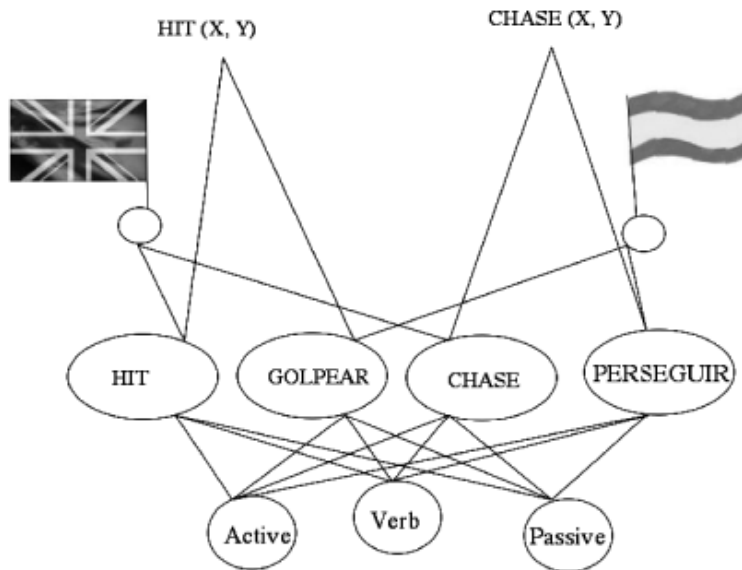 HIT (X, Y)
CHASE (X, Y)
HIT
GOLPEAR
CHASE
PERSEGUIR
Active
Verb
Passive